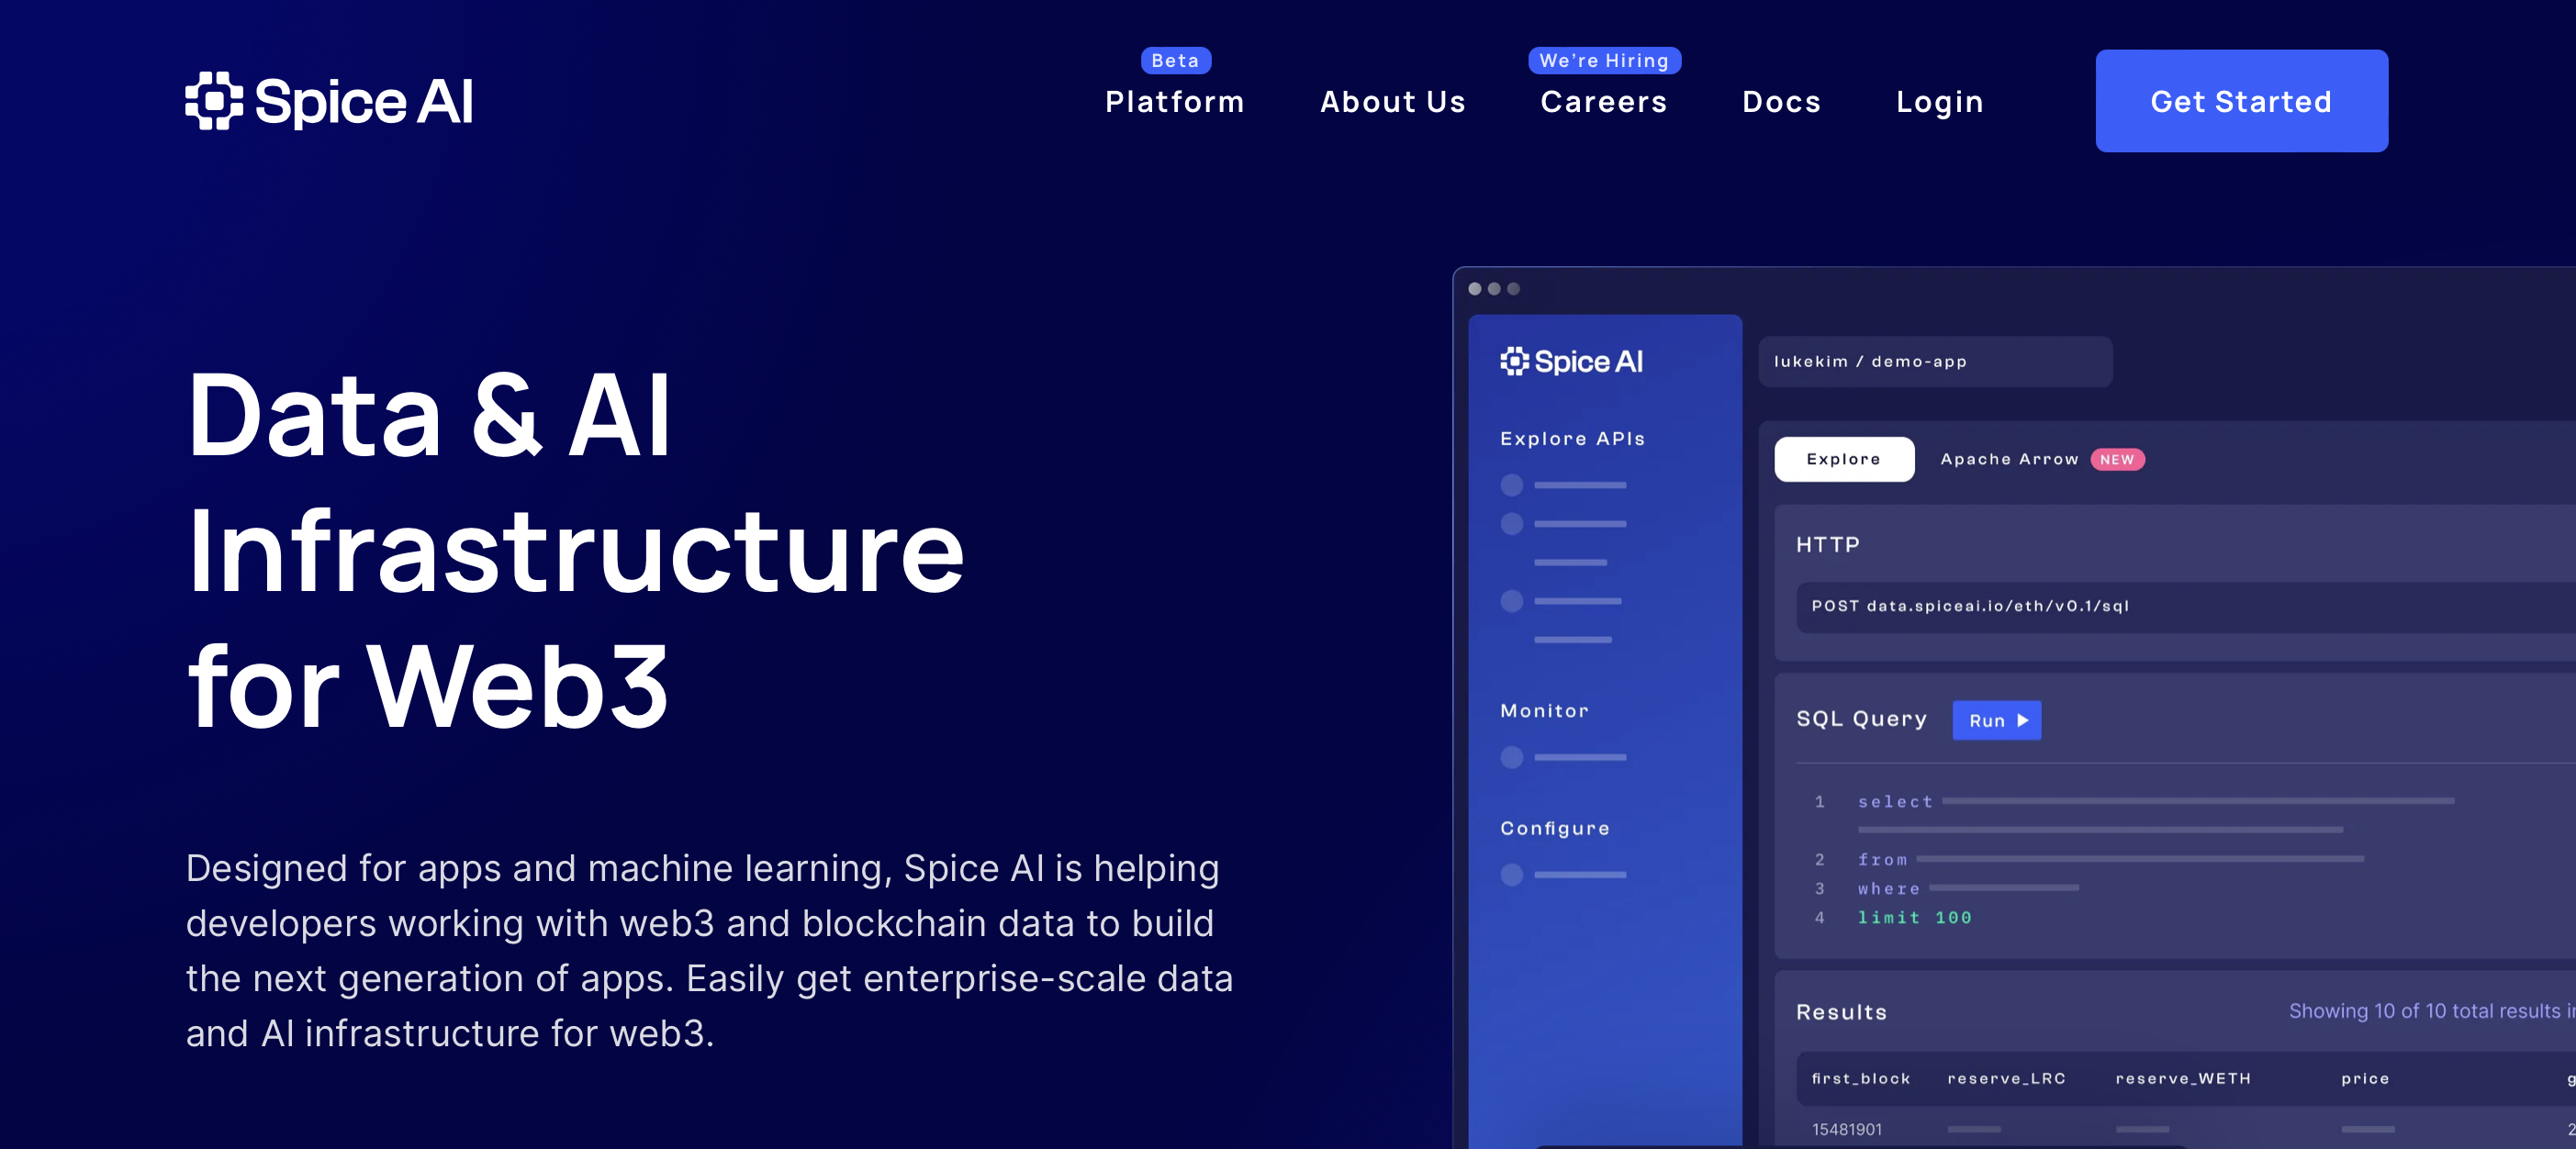 Spice AI
Beta
Platform
About Us
We're Hiring
Careers
Docs
Login
Get Started
Data & AI
Infrastructure
for Web3
Designed for apps and machine learning, Spice AI is helping
developers working with web3 and blockchain data to build
the next generation of apps. Easily get enterprise-scale data
and AI infrastructure for web3.
Spice AI
Explore APIs
Monitor
Configure
lukekim / demo-app
Explore
Apache Arrow NEW
HTTP
POST data.spiceai.io/eth/v0.1/sql
SQL Query
Run
1 select
2 from
3 where
4 limit 100
Results
Showing 10 of 10 total results
first_block reserve_LRC reserve_WETH price
15481901